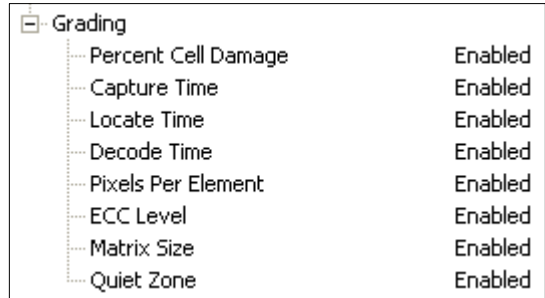 Grading
Percent Cell Damage Enabled
Capture Time Enabled
Locate Time Enabled
Decode Time Enabled
Pixels Per Element Enabled
ECC Level Enabled
Matrix Size Enabled
Quiet Zone Enabled